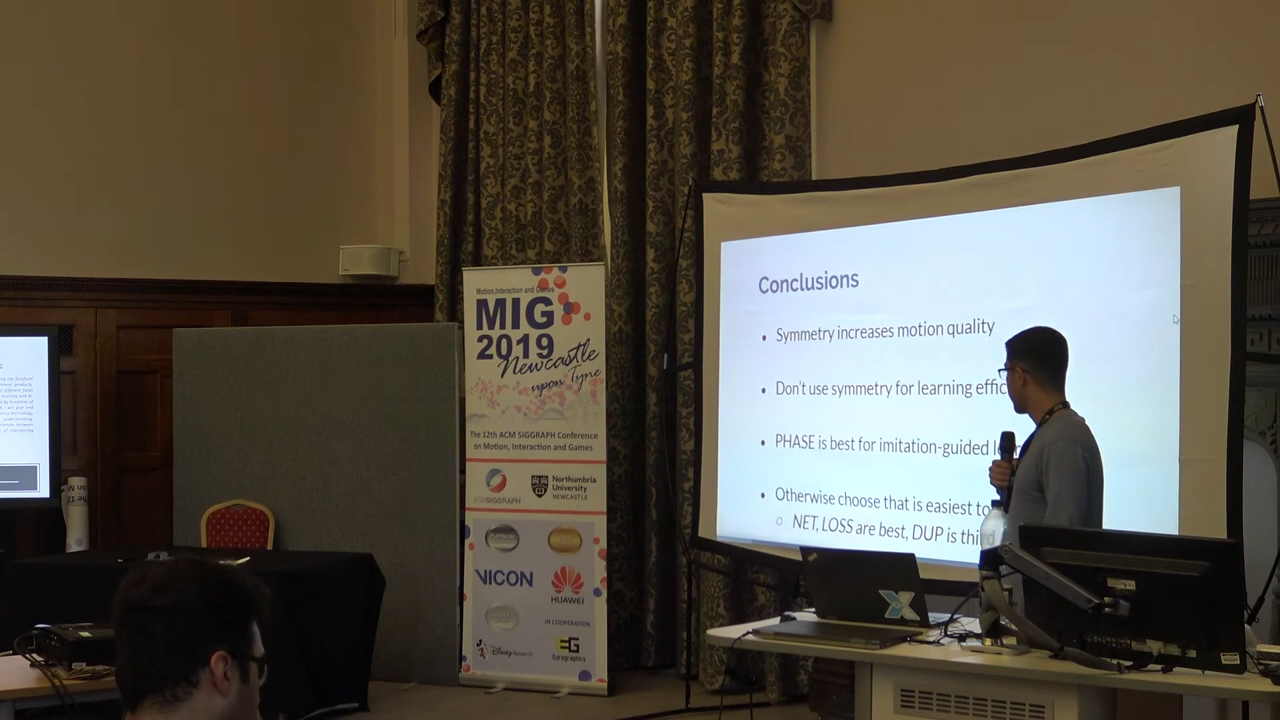 Motion, Interaction and Games
MIG
2019
Newcastle
upon Tyne
The 12th ACM SIGGRAPH Conference
on Motion, Interaction and Games
ACMSIGGRAPH
Northumbria
University
NEWCASTLE
VICON
HUAWEI
IN COOPERATION
Disney Research
EG
Eurographics
Conclusions
• Symmetry increases motion quality
• Don't use symmetry for learning effic
• PHASE is best for imitation-guided
• Otherwise choose that is easiest to
○ NET, LOSS are best, DUP is thi